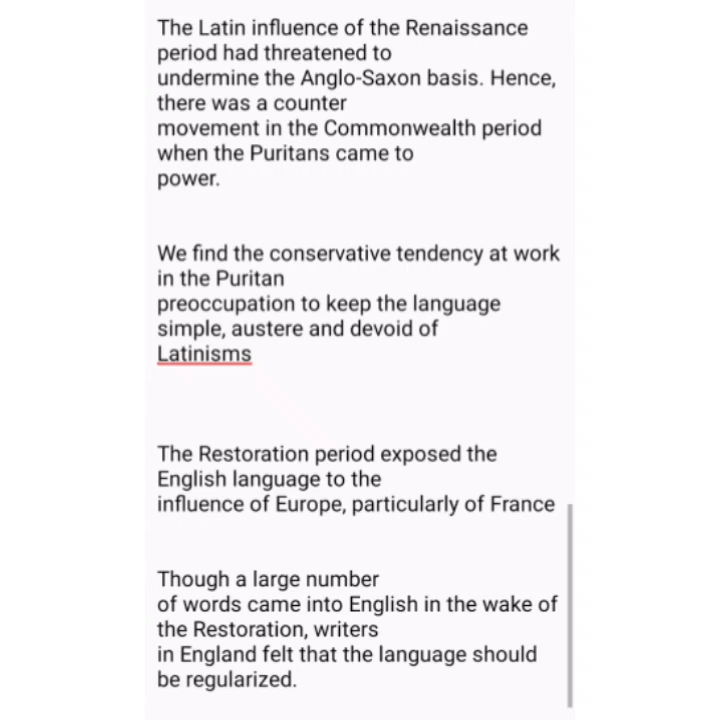 The Latin influence of the Renaissance
period had threatened to
undermine the Anglo-Saxon basis. Hence,
there was a counter
movement in the Commonwealth period
when the Puritans came to
power.
We find the conservative tendency at work
in the Puritan
preoccupation to keep the language
simple, austere and devoid of
Latinisms
The Restoration period exposed the
English language to the
influence of Europe, particularly of France
Though a large number
of words came into English in the wake of
the Restoration, writers
in England felt that the language should
be regularized.